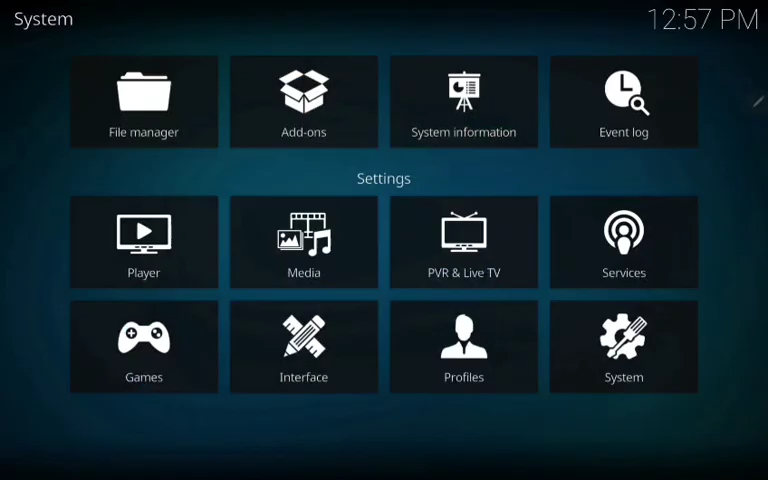 System
12:57 PM
File manager
Add-ons
System information
Event log
Settings
Player
Media
PVR & Live TV
Services
Games
Interface
Profiles
System